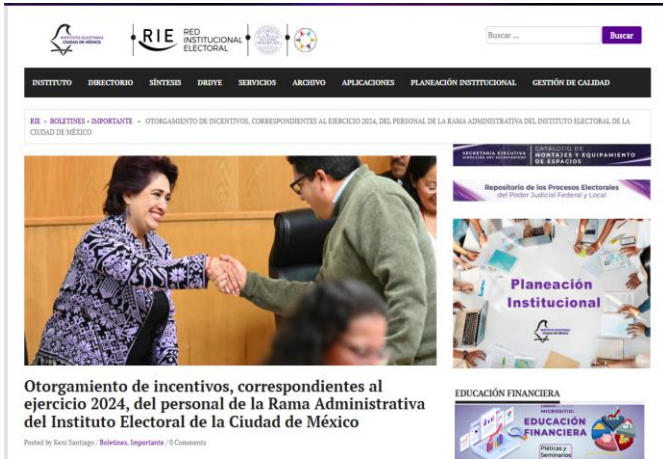 INSTITUTO ELECTORAL
CIUDAD DE MÉXICO
RIE
RED
INSTITUCIONAL
ELECTORAL
Buscar ...
Buscar
INSTITUTO DIRECTORIO SÍNTESIS DRDYE SERVICIOS ARCHIVO APLICACIONES PLANEACIÓN INSTITUCIONAL GESTIÓN DE CALIDAD
RIE » BOLETINES • IMPORTANTE » OTORGAMIENTO DE INCENTIVOS, CORRESPONDIENTES AL EJERCICIO 2024, DEL PERSONAL DE LA RAMA ADMINISTRATIVA DEL INSTITUTO ELECTORAL DE LA
CIUDAD DE MÉXICO
SECRETARÍA EJECUTIVA
CATÁLOGO DE
MONTAJES Y EQUIPAMIENTO
DE ESPACIOS
Repositorio de los Procesos Electorales
del Poder Judicial Federal y Local
Planeación
Institucional
INSTITUTO ELECTORAL
CIUDAD DE MÉXICO
Otorgamiento de incentivos, correspondientes al
ejercicio 2024, del personal de la Rama Administrativa
del Instituto Electoral de la Ciudad de México
Posted by Keni Santiago / Boletines, Importante / 0 Comments
EDUCACIÓN FINANCIERA
MICROSITIO:
EDUCACIÓN
FINANCIERA
Pláticas y
Seminarios